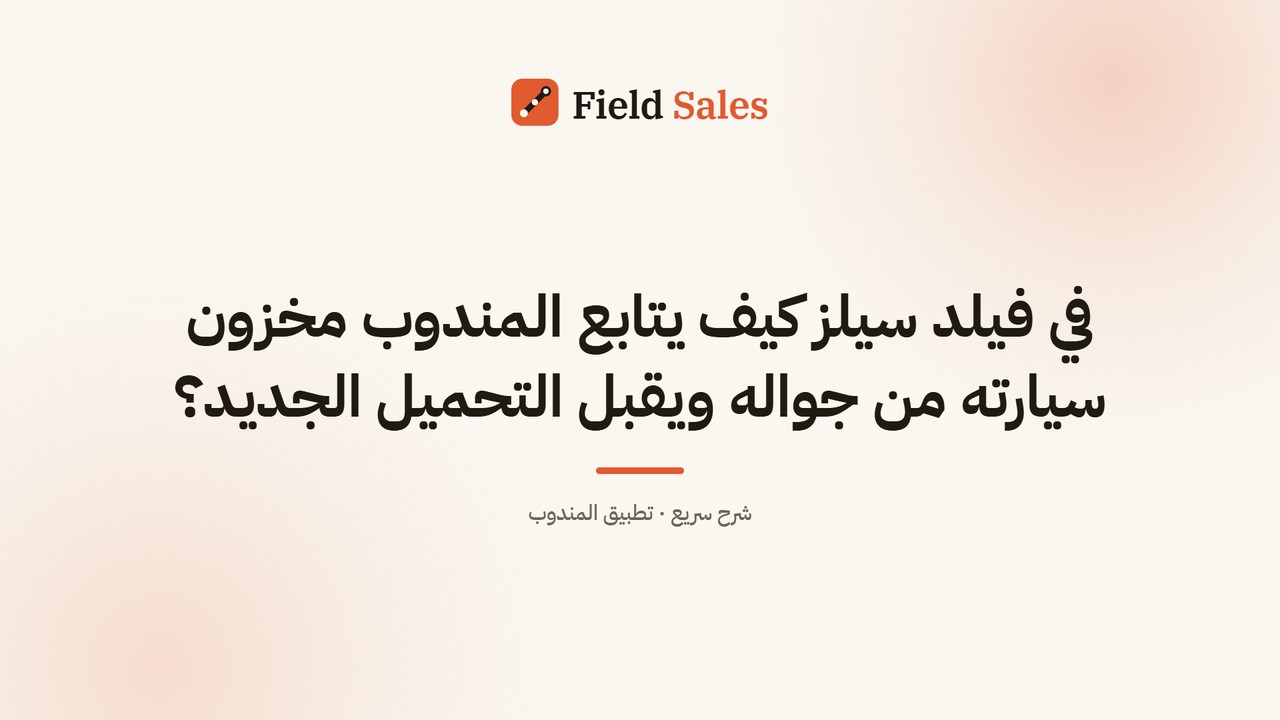 Field Sales
في فيلد سيلز كيف يتابع المندوب مخزون
سيارته من جواله ويقبل التحميل الجديد؟
شرح سريع · تطبيق المندوب